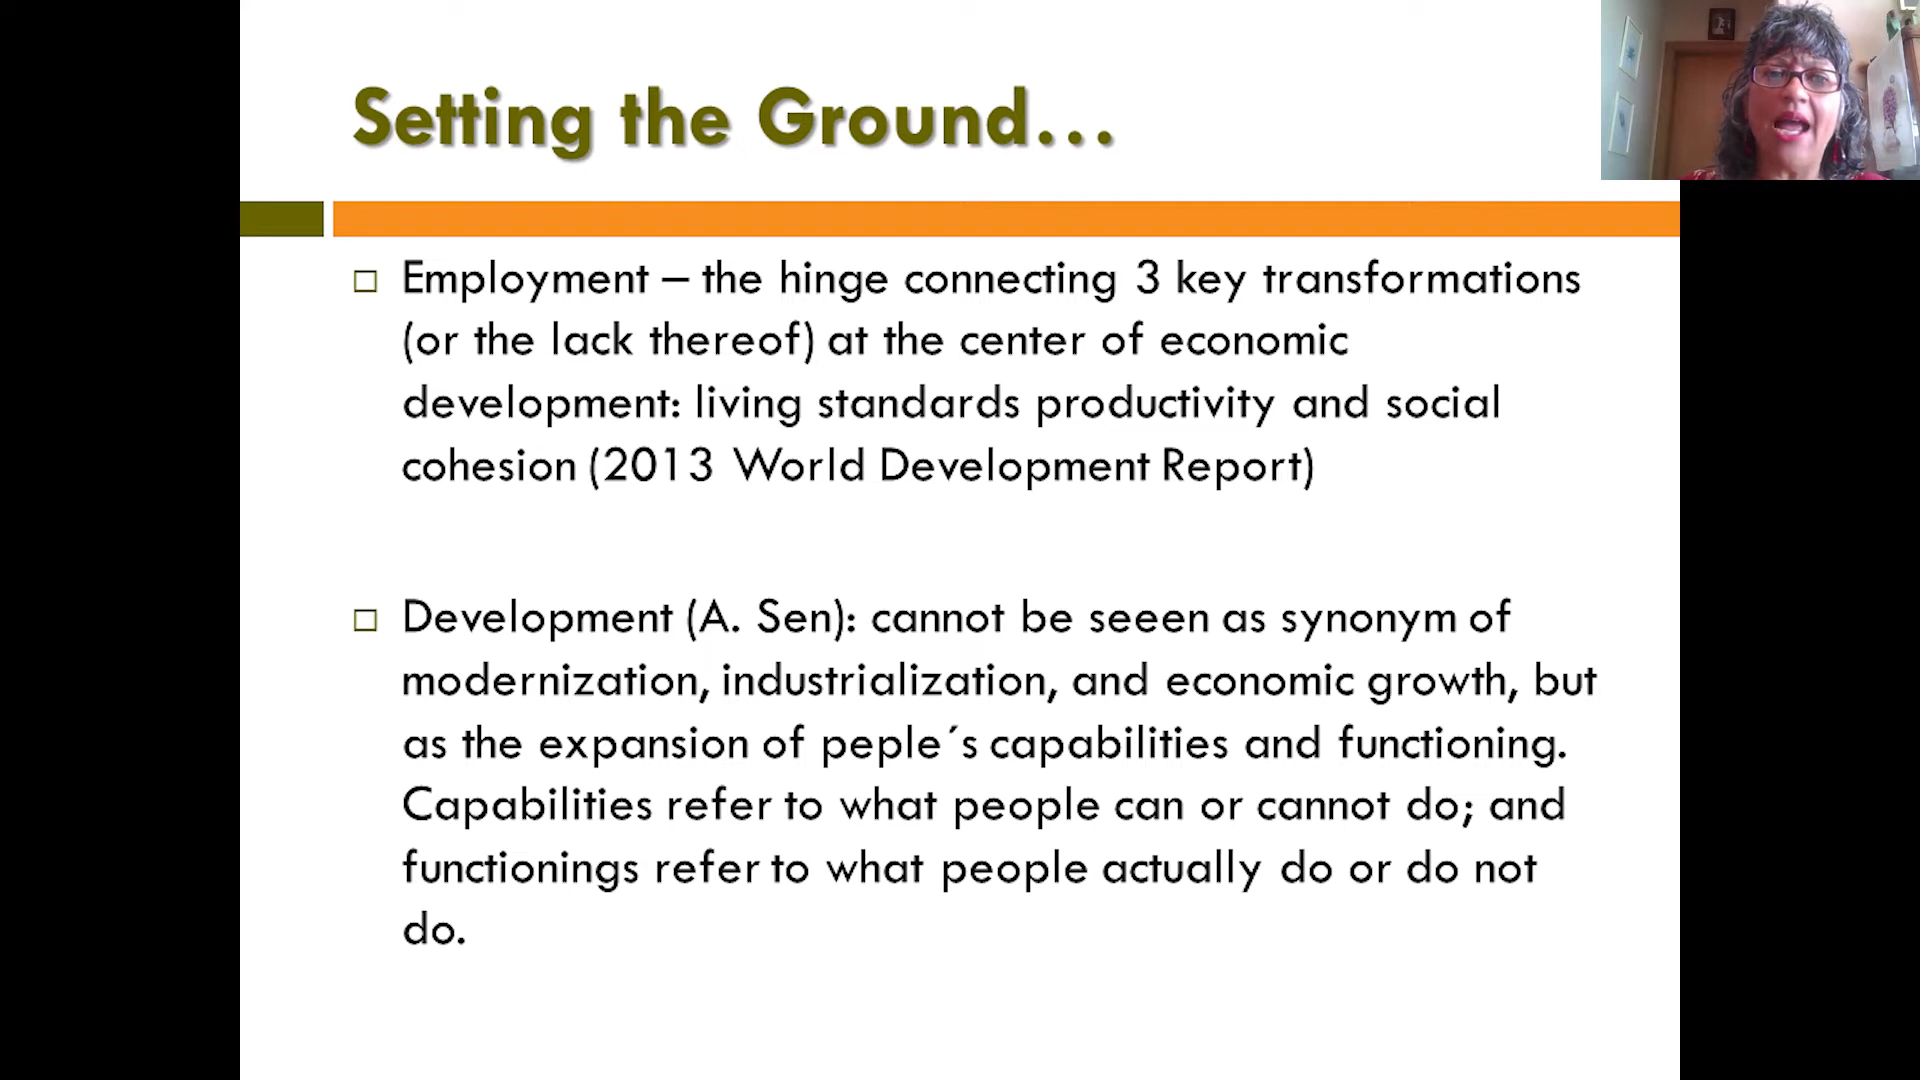 Setting the Ground...
Employment – the hinge connecting 3 key transformations
(or the lack thereof) at the center of economic
development: living standards productivity and social
cohesion (2013 World Development Report)
Development (A. Sen): cannot be seeen as synonym of
modernization, industrialization, and economic growth, but
as the expansion of peple´s capabilities and functioning.
Capabilities refer to what people can or cannot do; and
functionings refer to what people actually do or do not
do.